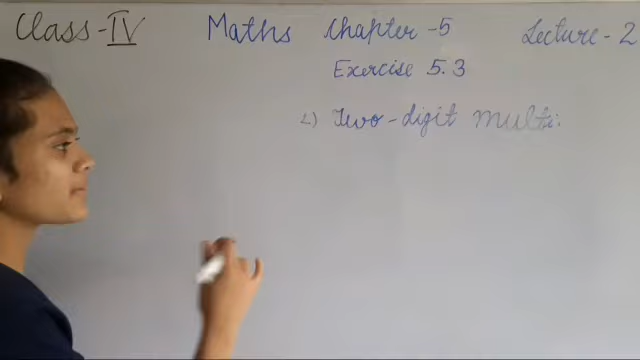 Class-IV Maths Chapter-5 Lecture-2
Exercise 5.3
2) Two-digit multi: